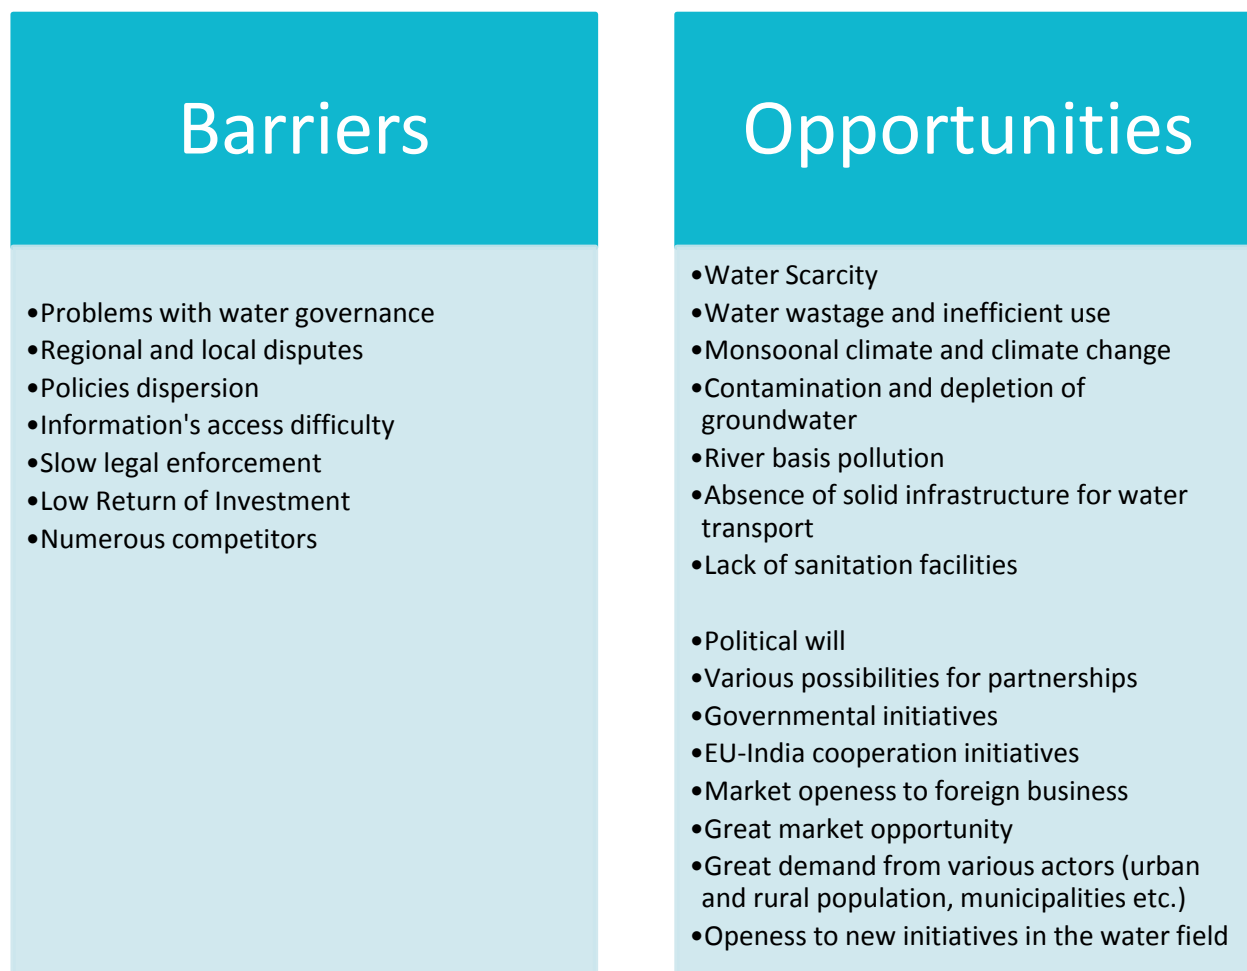 Barriers
•Problems with water governance
•Regional and local disputes
•Policies dispersion
•Information's access difficulty
•Slow legal enforcement
•Low Return of Investment
•Numerous competitors
Opportunities
•Water Scarcity
•Water wastage and inefficient use
•Monsoonal climate and climate change
•Contamination and depletion of
groundwater
•River basis pollution
•Absence of solid infrastructure for water
transport
•Lack of sanitation facilities
•Political will
•Various possibilities for partnerships
•Governmental initiatives
•EU-India cooperation initiatives
•Market openess to foreign business
•Great market opportunity
•Great demand from various actors (urban
and rural population, municipalities etc.)
•Openess to new initiatives in the water field